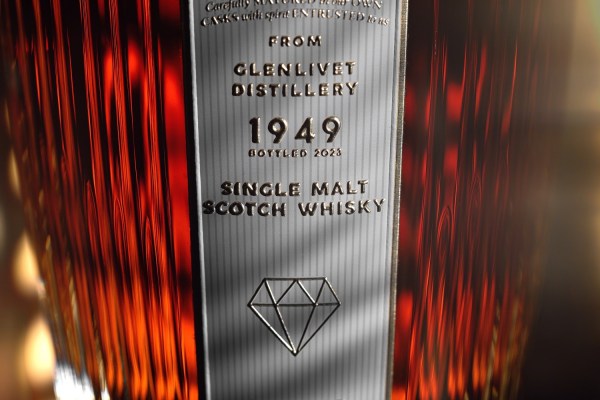 Carefully MATURED in our OWN
CASKS with spirit ENTRUSTED to us
FROM
GLENLIVET
DISTILLERY
1949
BOTTLED 2023
SINGLE MALT
SCOTCH WHISKY